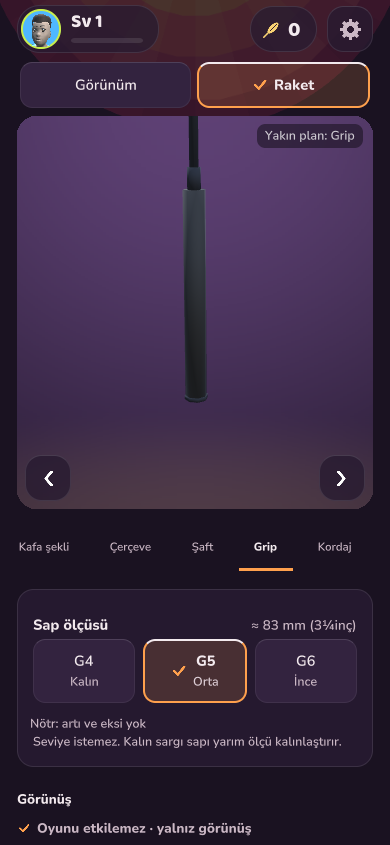 Sv 1
0
Görünüm
Raket
Yakın plan: Grip
Kafa şekli
Çerçeve
Şaft
Grip
Kordaj
Sap ölçüsü
≈ 83 mm (3¼inç)
G4
Kalın
G5
Orta
G6
İnce
Nötr: artı ve eksi yok
Seviye istemez. Kalın sargı sapı yarım ölçü kalınlaştırır.
Görünüş
Oyunu etkilemez · yalnız görünüş